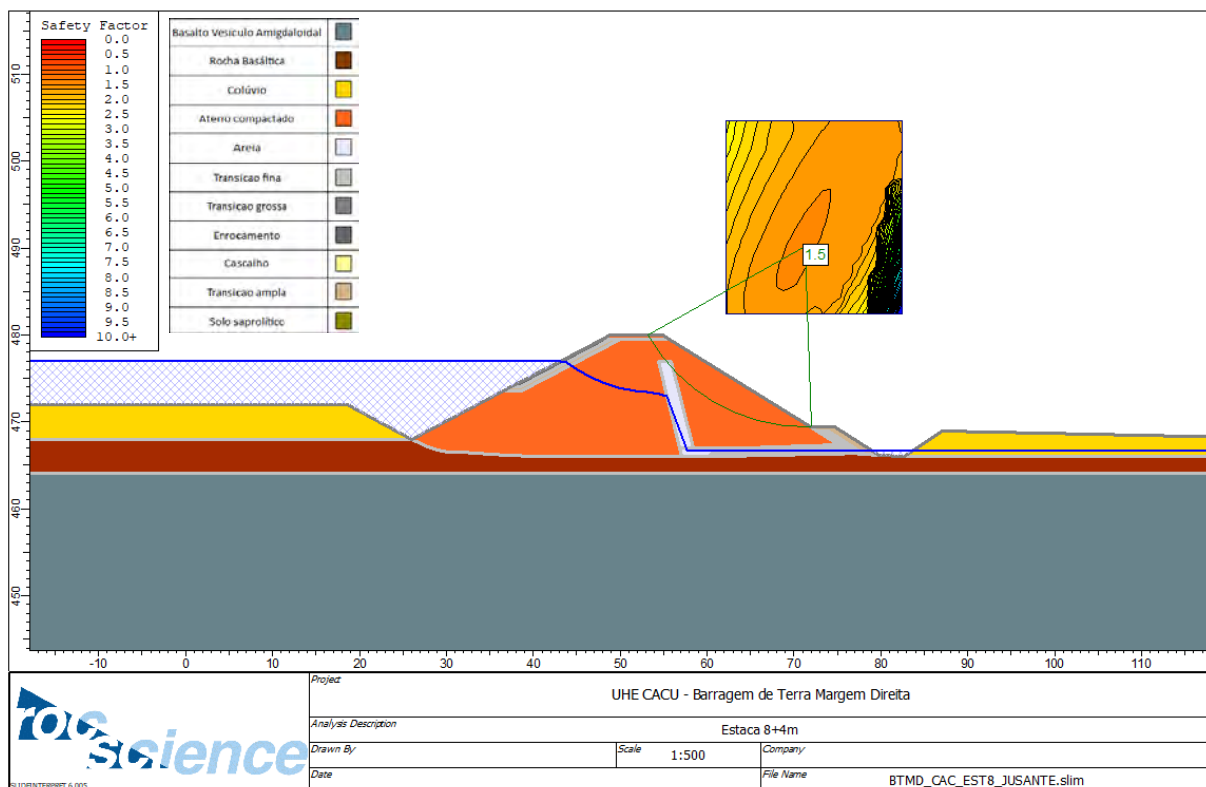 Safety Factor
0.0
0.5
1.0
1.5
2.0
2.5
3.0
3.5
4.0
4.5
5.0
5.5
6.0
6.5
7.0
7.5
8.0
8.5
9.0
9.5
10.0+
Basalto Vesículo Amigdaloidal
Rocha Basáltica
Colúvio
Aterro compactado
Areia
Transicao fina
Transicao grossa
Enrocamento
Cascalho
Transicao ampla
Solo saprolítico
1.5
510
500
490
480
470
460
450
-10 0 10 20 30 40 50 60 70 80 90 100 110
rocscience
SLIDEINTERPRET 6.005
Project
UHE CACU - Barragem de Terra Margem Direita
Analysis Description
Estaca 8+4m
Drawn By
Scale
1:500
Company
Date
File Name
BTMD_CAC_EST8_JUSANTE.slim